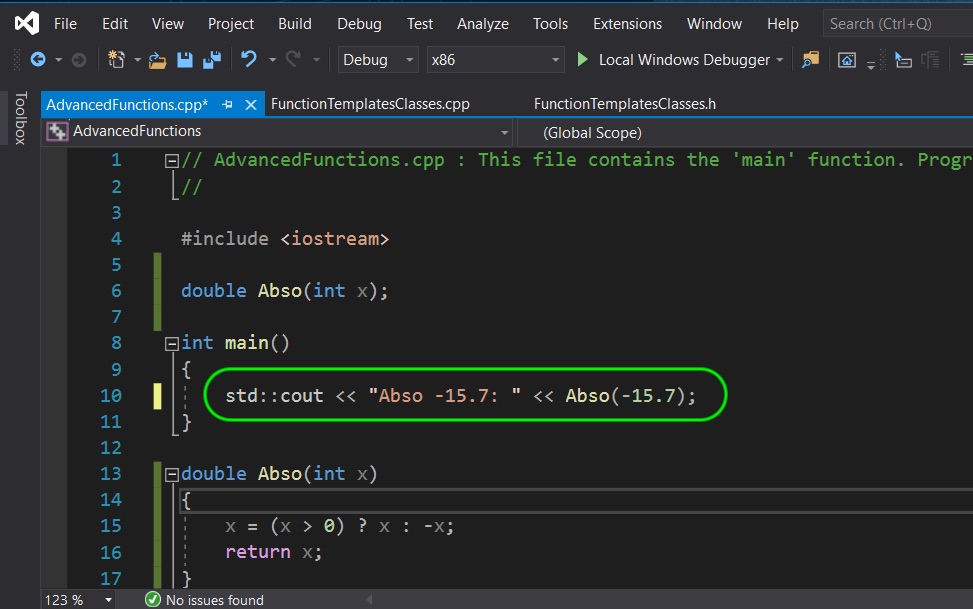 File Edit View Project Build Debug Test Analyze Tools Extensions Window Help Search (Ctrl+Q)
Debug x86 Local Windows Debugger
Toolbox
AdvancedFunctions.cpp* FunctionTemplatesClasses.cpp FunctionTemplatesClasses.h
AdvancedFunctions (Global Scope)
1 // AdvancedFunctions.cpp : This file contains the 'main' function. Progr
2 //
3
4 #include <iostream>
5
6 double Abso(int x);
7
8 int main()
9 {
10 std::cout << "Abso -15.7: " << Abso(-15.7);
11 }
12
13 double Abso(int x)
14 {
15 x = (x > 0) ? x : -x;
16 return x;
17 }
123 % No issues found